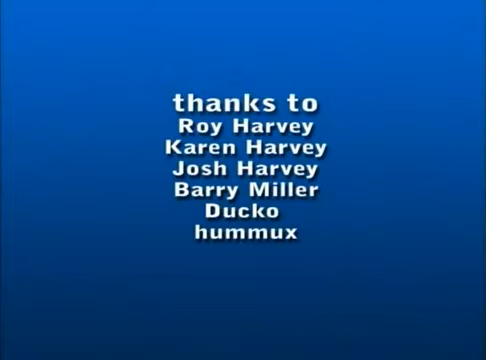 thanks to
Roy Harvey
Karen Harvey
Josh Harvey
Barry Miller
Ducko
hummux